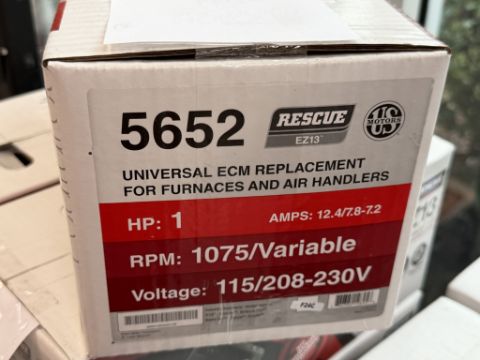 5652
RESCUE
EZ13™
US
MOTORS
UNIVERSAL ECM REPLACEMENT
FOR FURNACES AND AIR HANDLERS
HP: 1
AMPS: 12.4/7.8-7.2
RPM: 1075/Variable
Voltage: 115/208-230V